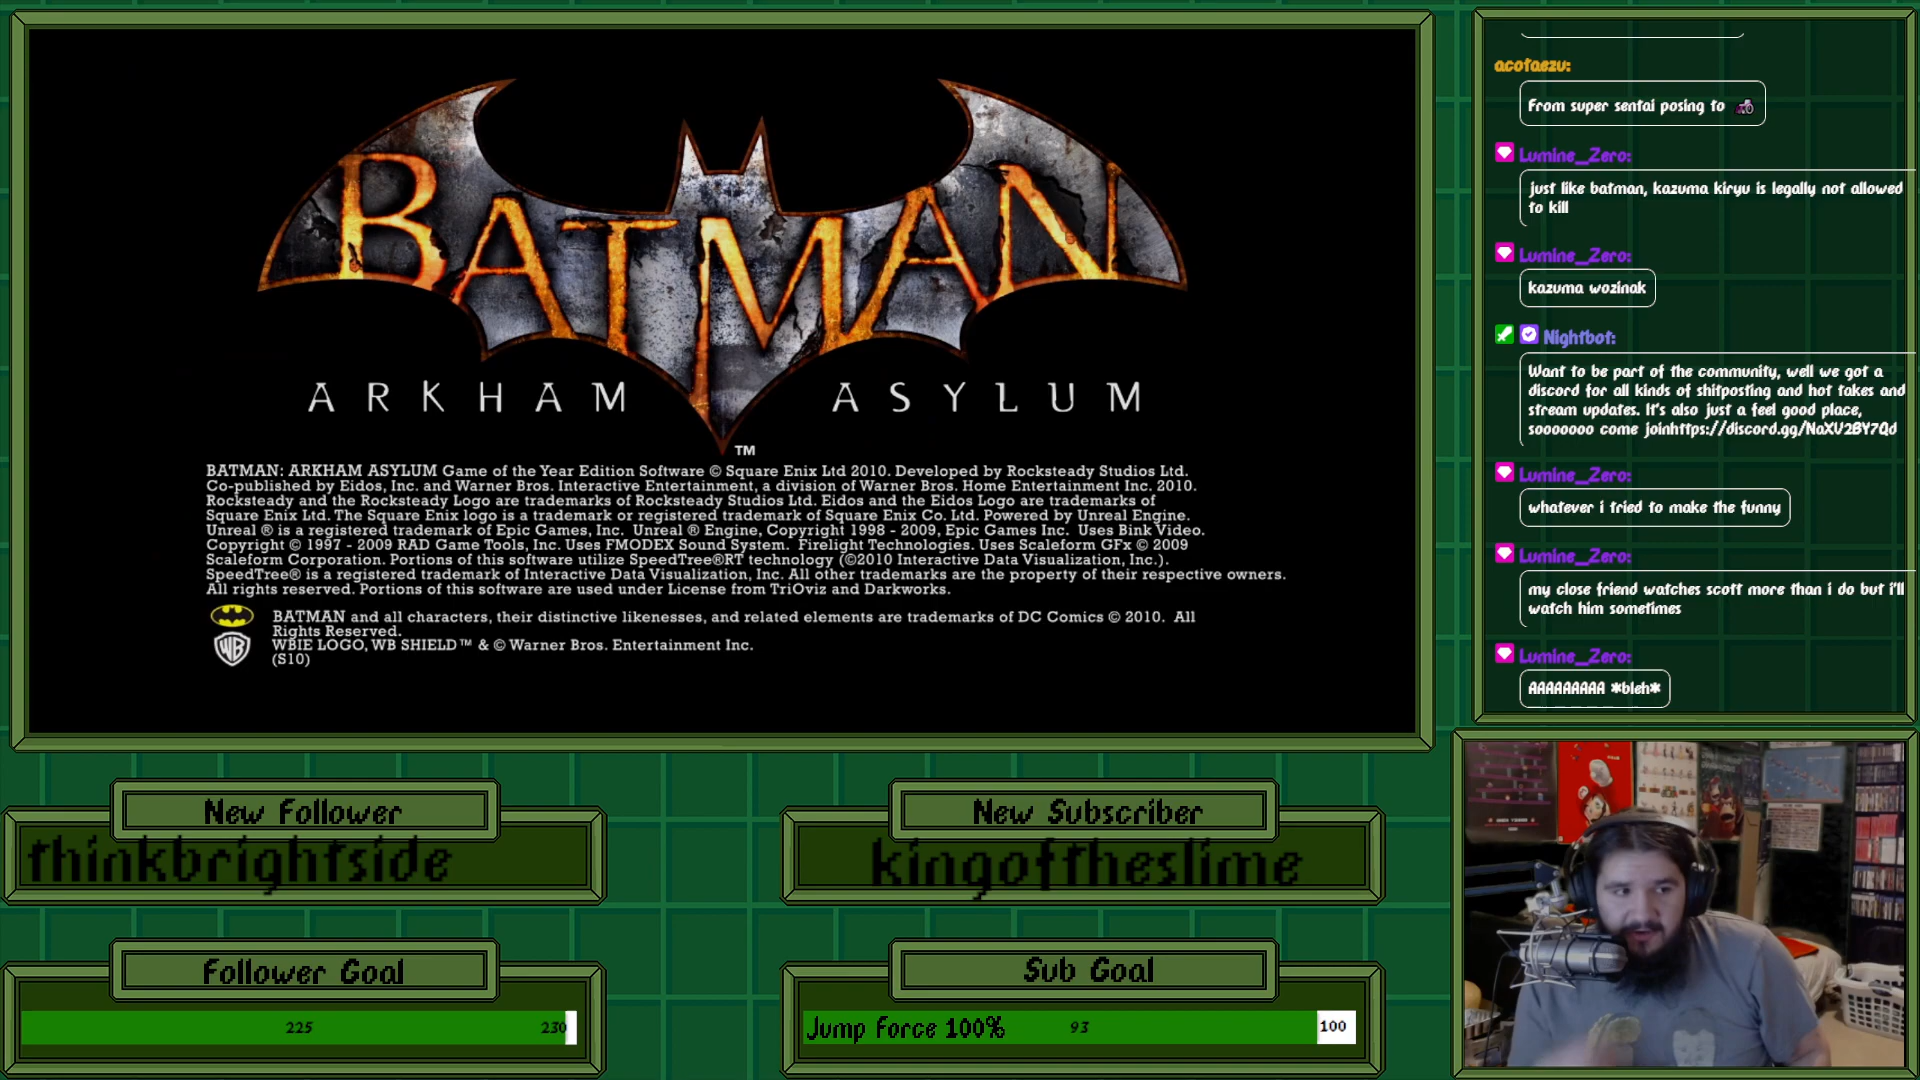 BATMAN
ARKHAM ASYLUM
TM
BATMAN: ARKHAM ASYLUM Game of the Year Edition Software © Square Enix Ltd 2010. Developed by Rocksteady Studios Ltd.
Co-published by Eidos, Inc. and Warner Bros. Interactive Entertainment, a division of Warner Bros. Home Entertainment Inc. 2010.
Rocksteady and the Rocksteady Logo are trademarks of Rocksteady Studios Ltd. Eidos and the Eidos Logo are trademarks of
Square Enix Ltd. The Square Enix logo is a trademark or registered trademark of Square Enix Co. Ltd. Powered by Unreal Engine.
Unreal ® is a registered trademark of Epic Games, Inc. Unreal ® Engine, Copyright 1998 - 2009, Epic Games Inc. Uses Bink Video.
Copyright © 1997 - 2009 RAD Game Tools, Inc. Uses FMODEX Sound System. Firelight Technologies. Uses Scaleform GFx © 2009
Scaleform Corporation. Portions of this software utilize SpeedTree®RT technology (©2010 Interactive Data Visualization, Inc.).
SpeedTree® is a registered trademark of Interactive Data Visualization, Inc. All other trademarks are the property of their respective owners.
All rights reserved. Portions of this software are used under License from TriOviz and Darkworks.
BATMAN and all characters, their distinctive likenesses, and related elements are trademarks of DC Comics © 2010. All
Rights Reserved.
WBIE LOGO, WB SHIELD™ & © Warner Bros. Entertainment Inc.
(S10)
WB
acotaezu:
From super sentai posing to
Lumine_Zero:
just like batman, kazuma kiryu is legally not allowed
to kill
Lumine_Zero:
kazuma wozinak
Nightbot:
Want to be part of the community, well we got a
discord for all kinds of shitposting and hot takes and
stream updates. It's also just a feel good place,
sooooooo come joinhttps://discord.gg/NaXV2BY7Qd
Lumine_Zero:
whatever i tried to make the funny
Lumine_Zero:
my close friend watches scott more than i do but i'll
watch him sometimes
Lumine_Zero:
AAAAAAAAA *bleh*
New Follower
thinkbrightside
New Subscriber
kingoftheslime
Follower Goal
225
230
Sub Goal
Jump Force 100%
93
100